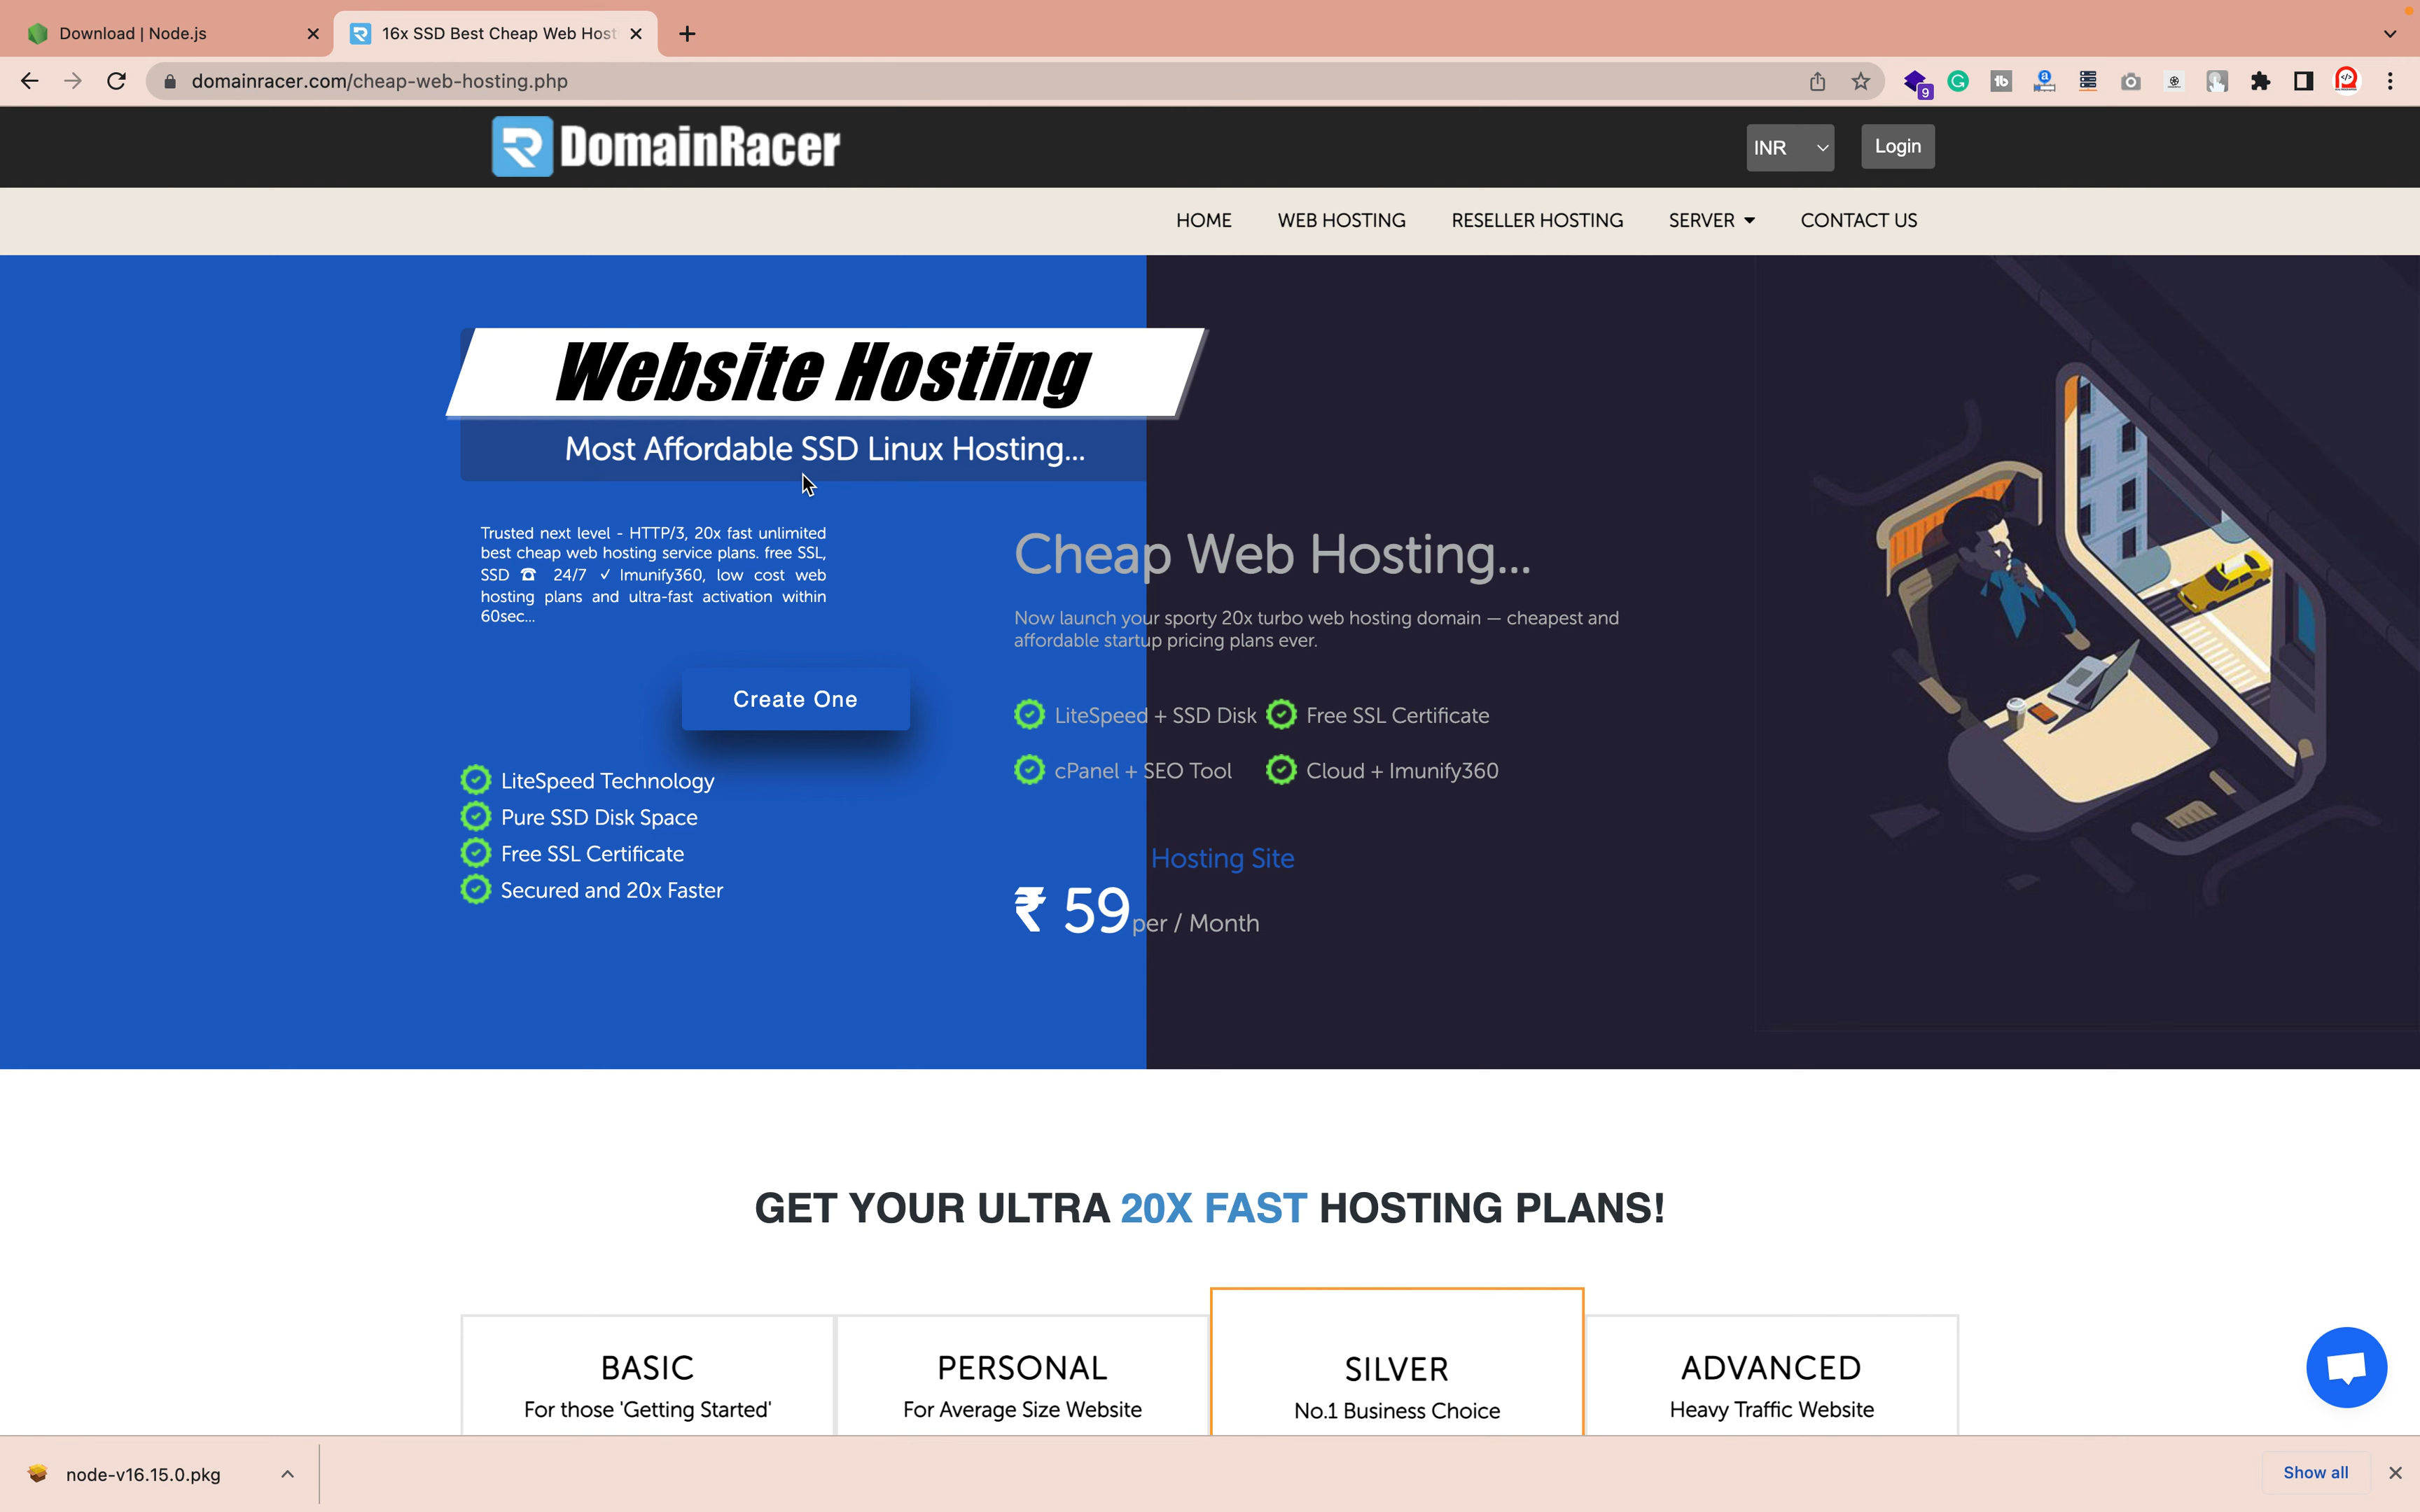 Download | Node.js
16x SSD Best Cheap Web Host
domainracer.com/cheap-web-hosting.php
9
DomainRacer
INR
Login
HOME
WEB HOSTING
RESELLER HOSTING
SERVER
CONTACT US
Website Hosting
Most Affordable SSD Linux Hosting...
Trusted next level - HTTP/3, 20x fast unlimited
best cheap web hosting service plans. free SSL,
SSD ☎ 24/7 ✓ Imunify360, low cost web
hosting plans and ultra-fast activation within
60sec...
Create One
LiteSpeed Technology
Pure SSD Disk Space
Free SSL Certificate
Secured and 20x Faster
Cheap Web Hosting...
Now launch your sporty 20x turbo web hosting domain — cheapest and
affordable startup pricing plans ever.
LiteSpeed + SSD Disk
Free SSL Certificate
cPanel + SEO Tool
Cloud + Imunify360
Hosting Site
₹ 59 per / Month
GET YOUR ULTRA 20X FAST HOSTING PLANS!
BASIC
For those 'Getting Started'
PERSONAL
For Average Size Website
SILVER
No.1 Business Choice
ADVANCED
Heavy Traffic Website
node-v16.15.0.pkg
Show all